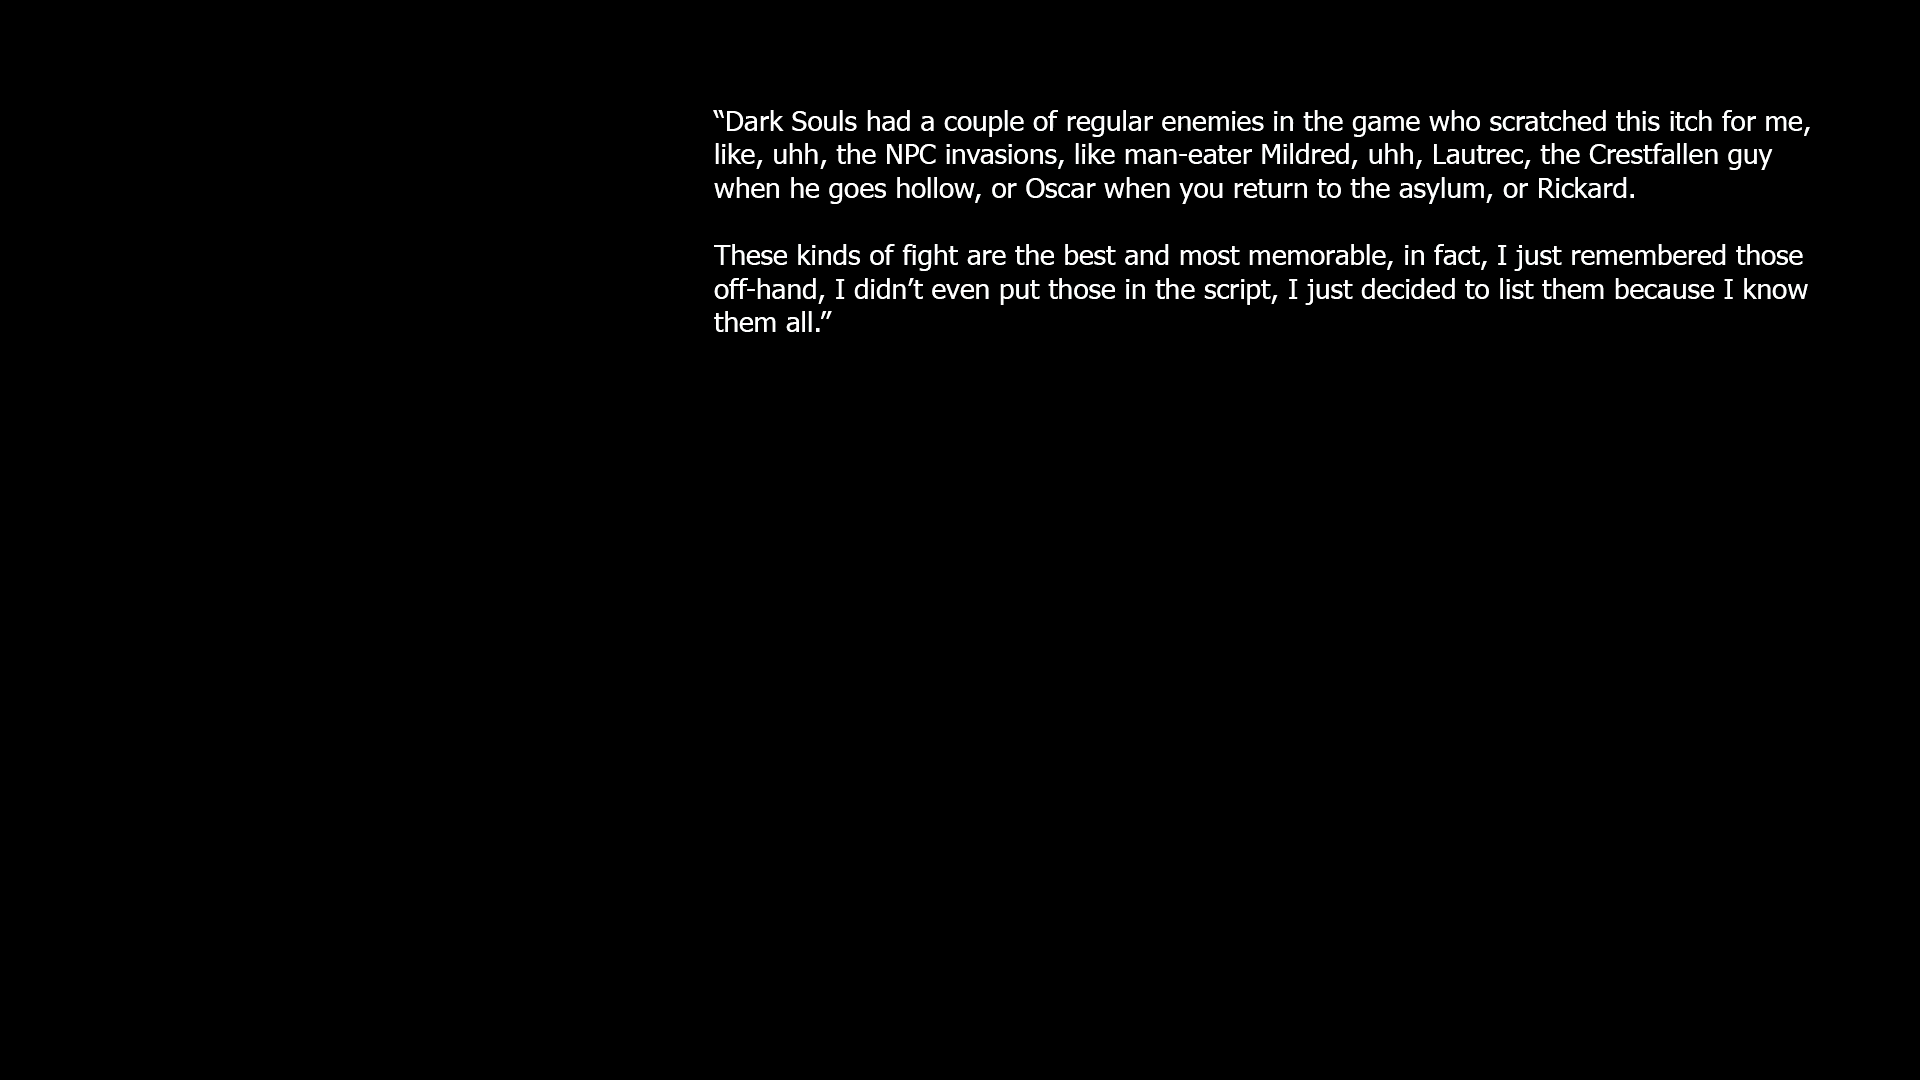 “Dark Souls had a couple of regular enemies in the game who scratched this itch for me,
like, uhh, the NPC invasions, like man-eater Mildred, uhh, Lautrec, the Crestfallen guy
when he goes hollow, or Oscar when you return to the asylum, or Rickard.
These kinds of fight are the best and most memorable, in fact, I just remembered those
off-hand, I didn’t even put those in the script, I just decided to list them because I know
them all.”